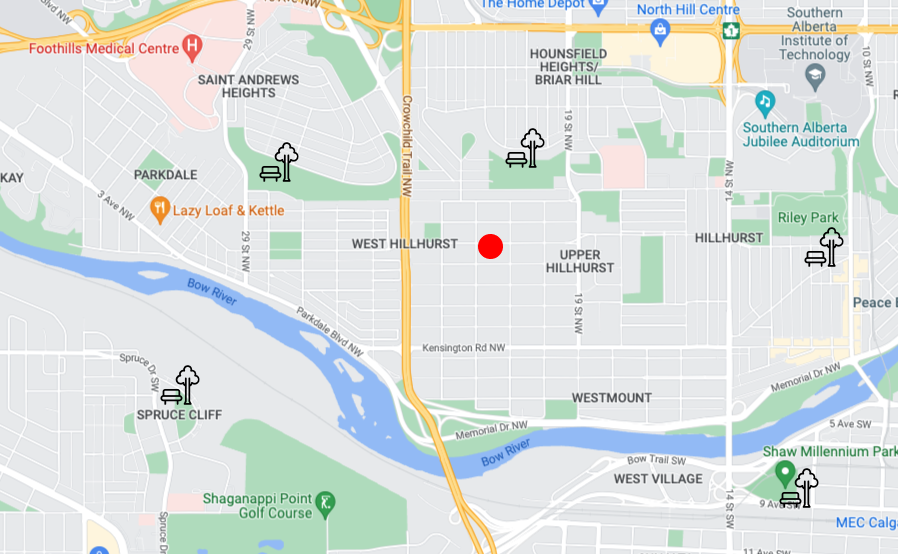 The Home Depot
North Hill Centre
Southern
Alberta
Institute of
Technology
29 St NW
Foothills Medical Centre
H
1
10 St NW
HOUNSFIELD
HEIGHTS/
BRIAR HILL
SAINT ANDREWS
HEIGHTS
Crowchild Trail NW
19 St NW
Southern Alberta
Jubilee Auditorium
14 St NW
KAY
PARKDALE
3 Ave NW
Lazy Loaf & Kettle
Riley Park
29 St NW
WEST HILLHURST
HILLHURST
UPPER
HILLHURST
Bow River
19 St NW
Peace B
Parkdale Blvd NW
Kensington Rd NW
Spruce Dr SW
Memorial Dr NW
WESTMOUNT
SPRUCE CLIFF
Memorial Dr NW
5 Ave SW
Bow River
Shaw Millennium Park
Bow Trail SW
WEST VILLAGE
Shaganappi Point
Golf Course
14 St NW
9 Ave SW
Spruce Dr
MEC Calga
11 Ave SW